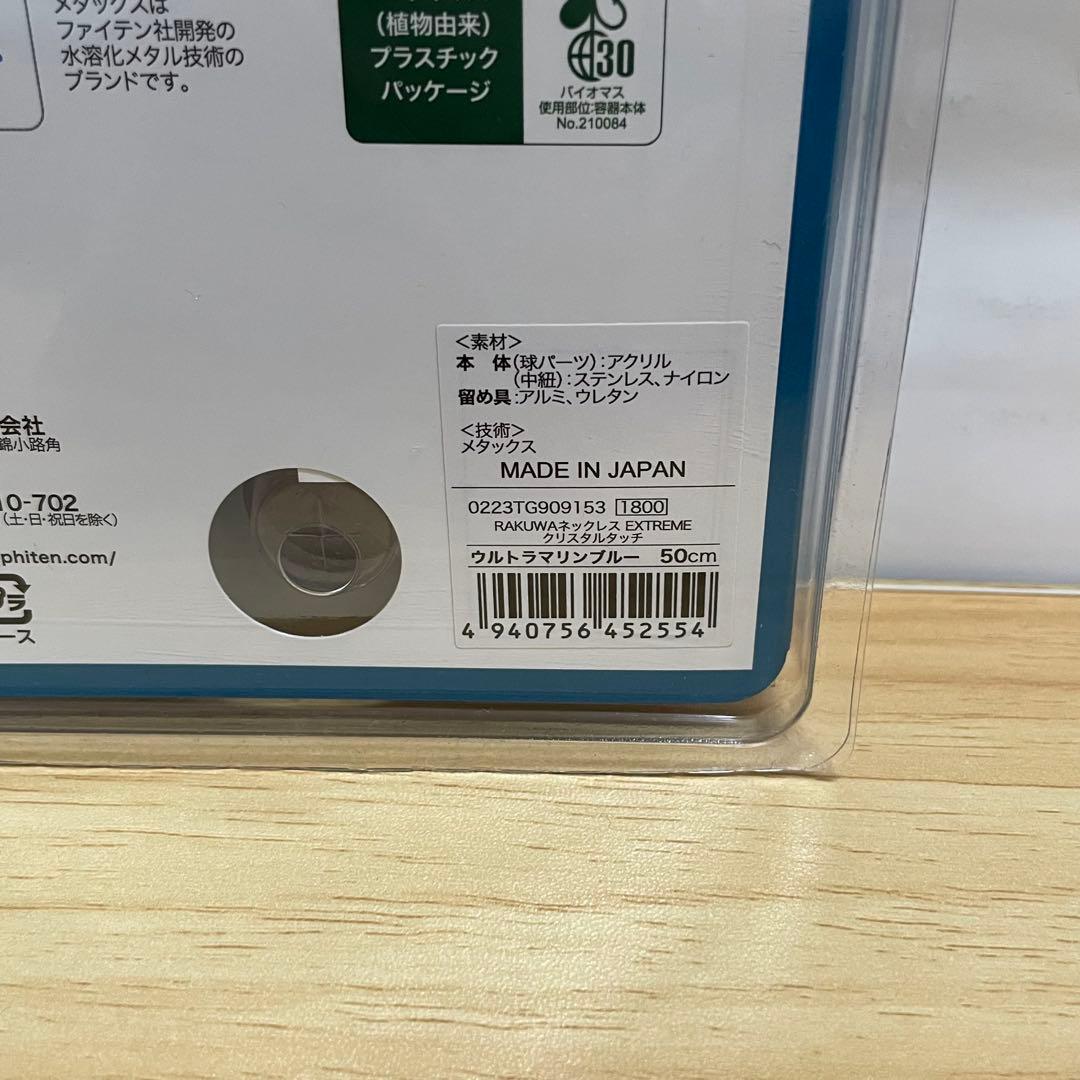 メタックスは
ファイテン社開発の
水溶化メタル技術の
ブランドです。
(植物由来)
プラスチック
パッケージ
30
バイオマス
使用部位:容器本体
No.210084
<素材>
本 体(球パーツ):アクリル
(中紐):ステンレス、ナイロン
留め具:アルミ、ウレタン
<技術>
メタックス
MADE IN JAPAN
0223TG909153 1800
RAKUWAネックレス EXTREME
クリスタルタッチ
ウルトラマリンブルー 50cm
4 940756 452554
会社
錦小路角
10-702
(土・日・祝日を除く)
phiten.com/
プラ
ース